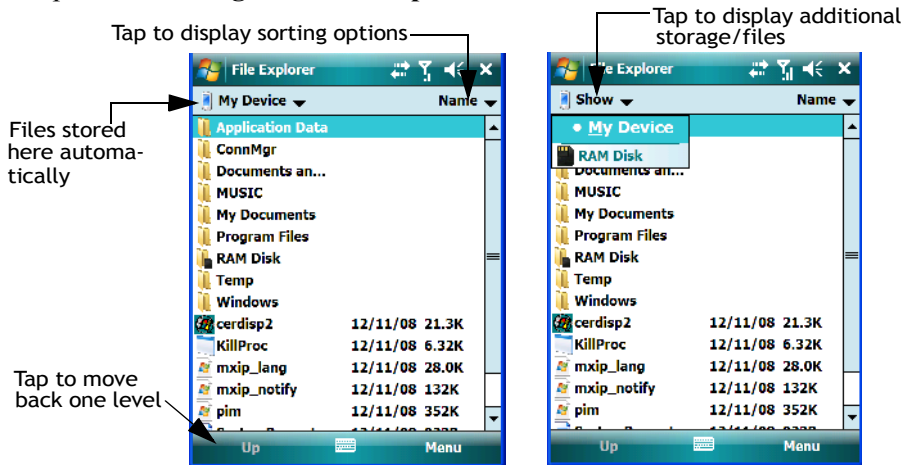 Tap to display sorting options
Tap to display additional
storage/files
Files stored
here automa-
tically
Tap to move
back one level
File Explorer
My Device Name
Application Data
ConnMgr
Documents an...
MUSIC
My Documents
Program Files
RAM Disk
Temp
Windows
cerdisp2 12/11/08 21.3K
KillProc 12/11/08 6.32K
mxip_lang 12/11/08 28.0K
mxip_notify 12/11/08 132K
pim 12/11/08 352K
Up Menu
Explorer
Show Name
My Device
RAM Disk
Documents an...
MUSIC
My Documents
Program Files
RAM Disk
Temp
Windows
cerdisp2 12/11/08 21.3K
KillProc 12/11/08 6.32K
mxip_lang 12/11/08 28.0K
mxip_notify 12/11/08 132K
pim 12/11/08 352K
Up Menu